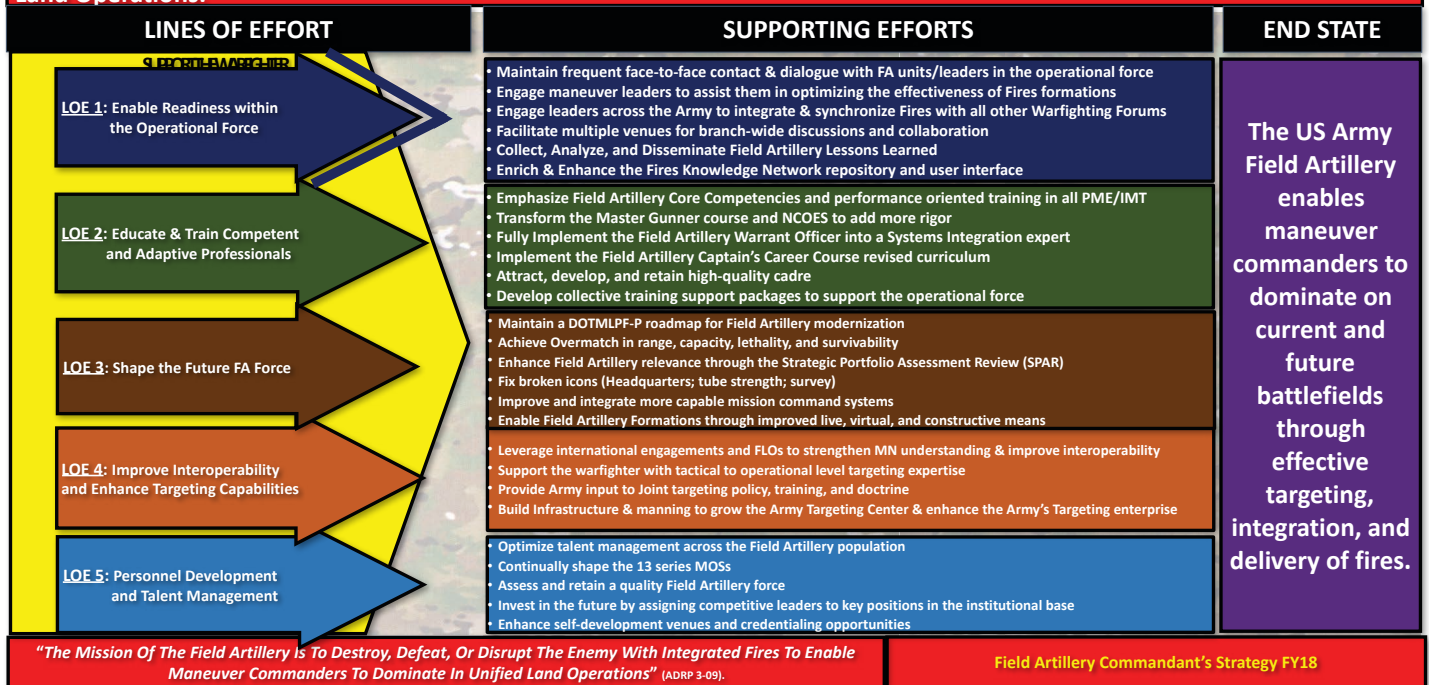 Land Operations.
LINES OF EFFORT
SUPPORTING EFFORTS
END STATE
SUPPORT THE WARFIGHTER
LOE 1: Enable Readiness within
the Operational Force
• Maintain frequent face-to-face contact & dialogue with FA units/leaders in the operational force
• Engage maneuver leaders to assist them in optimizing the effectiveness of Fires formations
• Engage leaders across the Army to integrate & synchronize Fires with all other Warfighting Forums
• Facilitate multiple venues for branch-wide discussions and collaboration
• Collect, Analyze, and Disseminate Field Artillery Lessons Learned
• Enrich & Enhance the Fires Knowledge Network repository and user interface
LOE 2: Educate & Train Competent
and Adaptive Professionals
• Emphasize Field Artillery Core Competencies and performance oriented training in all PME/IMT
• Transform the Master Gunner course and NCOES to add more rigor
• Fully Implement the Field Artillery Warrant Officer into a Systems Integration expert
• Implement the Field Artillery Captain's Career Course revised curriculum
• Attract, develop, and retain high-quality cadre
• Develop collective training support packages to support the operational force
LOE 3: Shape the Future FA Force
• Maintain a DOTMLPF-P roadmap for Field Artillery modernization
• Achieve Overmatch in range, capacity, lethality, and survivability
• Enhance Field Artillery relevance through the Strategic Portfolio Assessment Review (SPAR)
• Fix broken icons (Headquarters; tube strength; survey)
• Improve and integrate more capable mission command systems
• Enable Field Artillery Formations through improved live, virtual, and constructive means
LOE 4: Improve Interoperability
and Enhance Targeting Capabilities
• Leverage international engagements and FLOs to strengthen MN understanding & improve interoperability
• Support the warfighter with tactical to operational level targeting expertise
• Provide Army input to Joint targeting policy, training, and doctrine
• Build Infrastructure & manning to grow the Army Targeting Center & enhance the Army's Targeting enterprise
LOE 5: Personnel Development
and Talent Management
• Optimize talent management across the Field Artillery population
• Continually shape the 13 series MOSs
• Assess and retain a quality Field Artillery force
• Invest in the future by assigning competitive leaders to key positions in the institutional base
• Enhance self-development venues and credentialing opportunities
The US Army
Field Artillery
enables
maneuver
commanders to
dominate on
current and
future
battlefields
through
effective
targeting,
integration, and
delivery of fires.
"The Mission Of The Field Artillery Is To Destroy, Defeat, Or Disrupt The Enemy With Integrated Fires To Enable
Maneuver Commanders To Dominate In Unified Land Operations" (ADRP 3-09).
Field Artillery Commandant's Strategy FY18